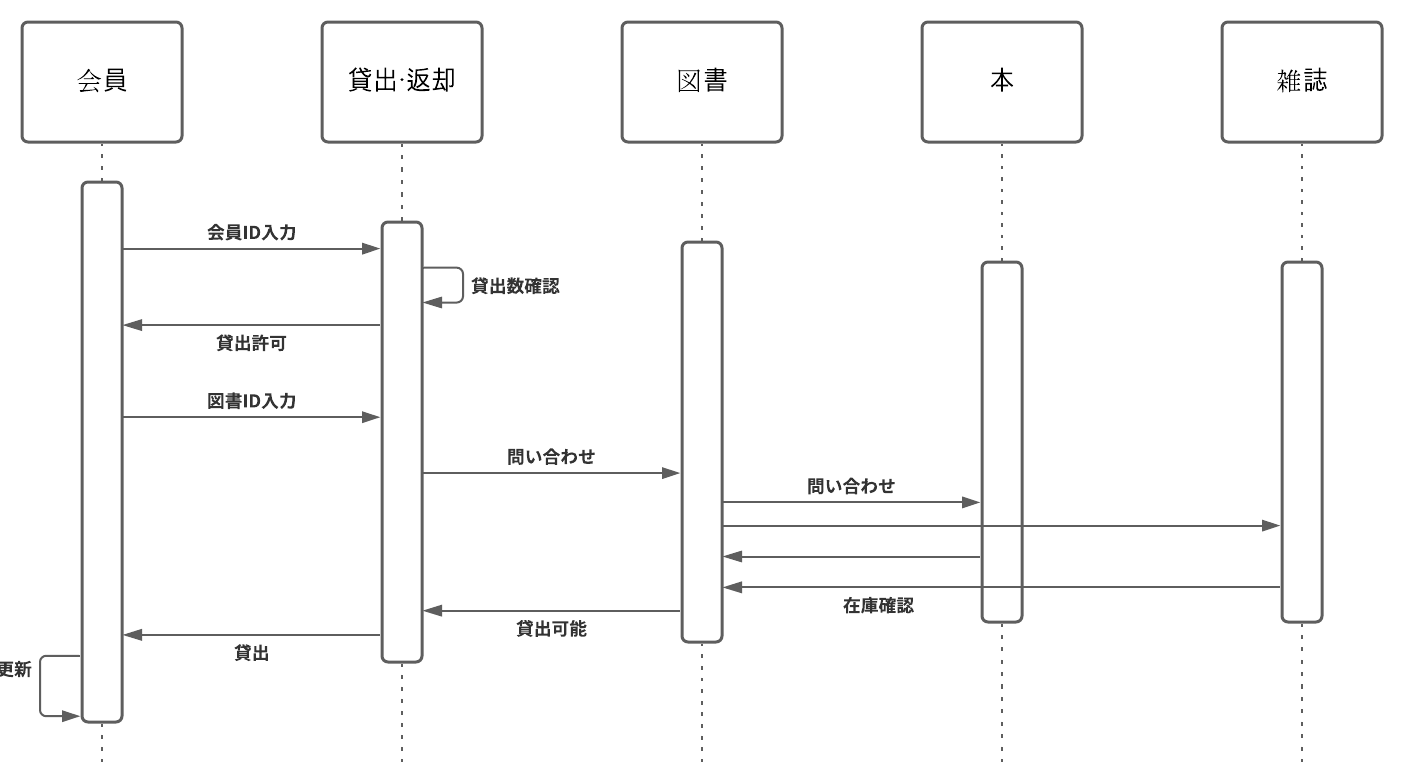 会員
貸出·返却
図書
本
雑誌
会員ID入力
貸出数確認
貸出許可
図書ID入力
問い合わせ
問い合わせ
在庫確認
貸出可能
貸出
更新